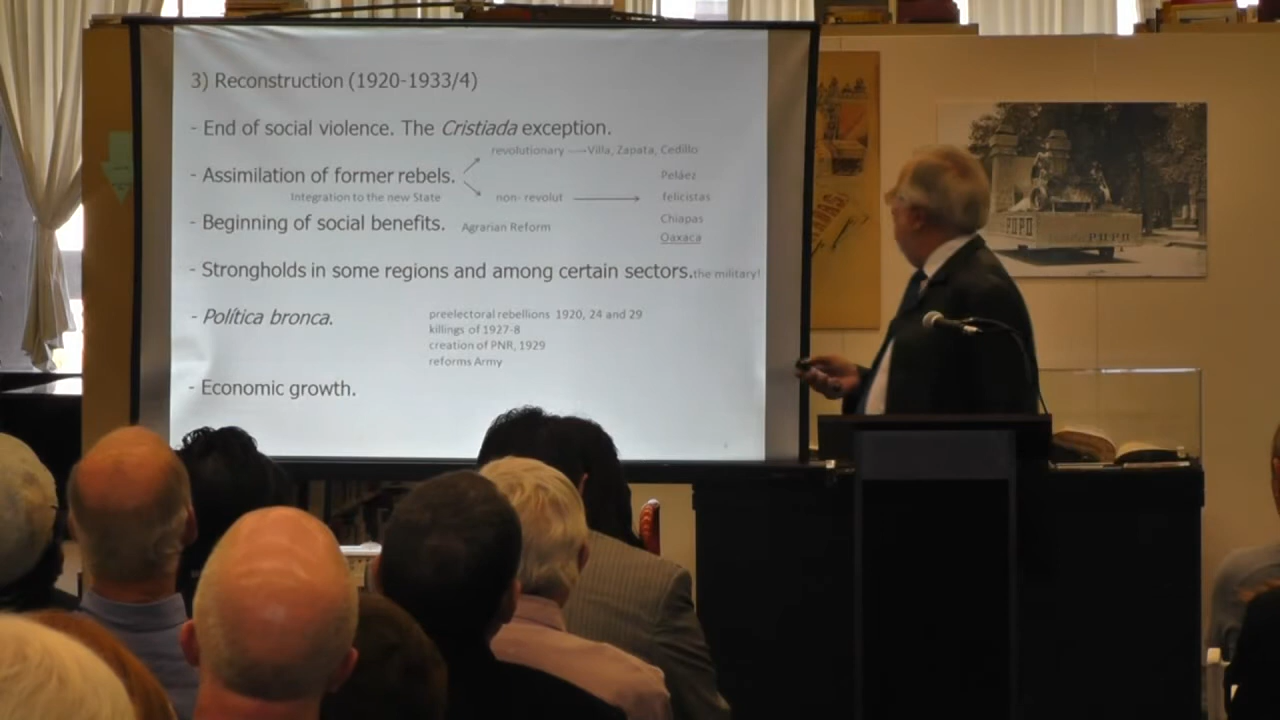 3) Reconstruction (1920-1933/4)
- End of social violence. The Cristiada exception.
revolutionary Villa, Zapata, Cedillo
- Assimilation of former rebels. Peláez
Integration to the new State non- revolut felicistas
- Beginning of social benefits. Agrarian Reform Chiapas
Oaxaca
- Strongholds in some regions and among certain sectors. the military!
- Política bronca. preelectoral rebellions 1920, 24 and 29
killings of 1927-8
creation of PNR, 1929
reforms Army
- Economic growth.